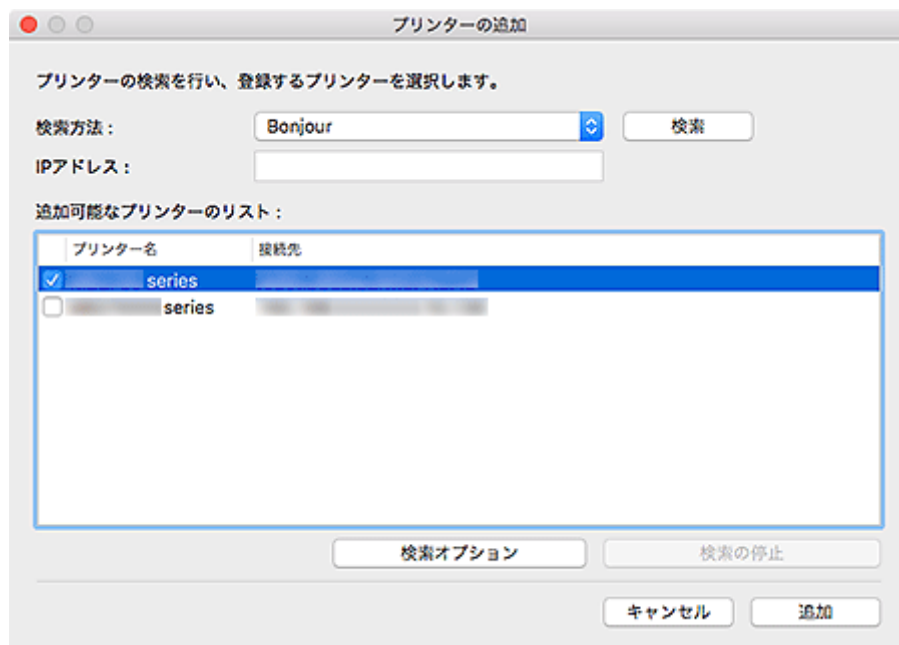 プリンターの追加
プリンターの検索を行い、登録するプリンターを選択します。
検索方法： Bonjour 検索
IPアドレス：
追加可能なプリンターのリスト：
プリンター名 接続先
series
series
検索オプション 検索の停止
キャンセル 追加